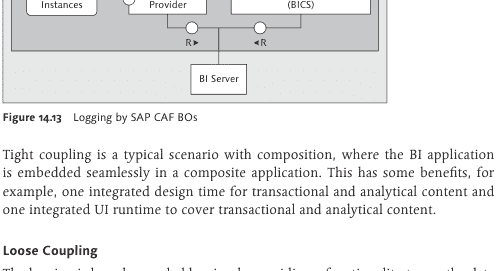 Instances
Provider
(BICS)
R►
◄R
BI Server
Figure 14.13 Logging by SAP CAF BOs
Tight coupling is a typical scenario with composition, where the BI application
is embedded seamlessly in a composite application. This has some benefits, for
example, one integrated design time for transactional and analytical content and
one integrated UI runtime to cover transactional and analytical content.
Loose Coupling